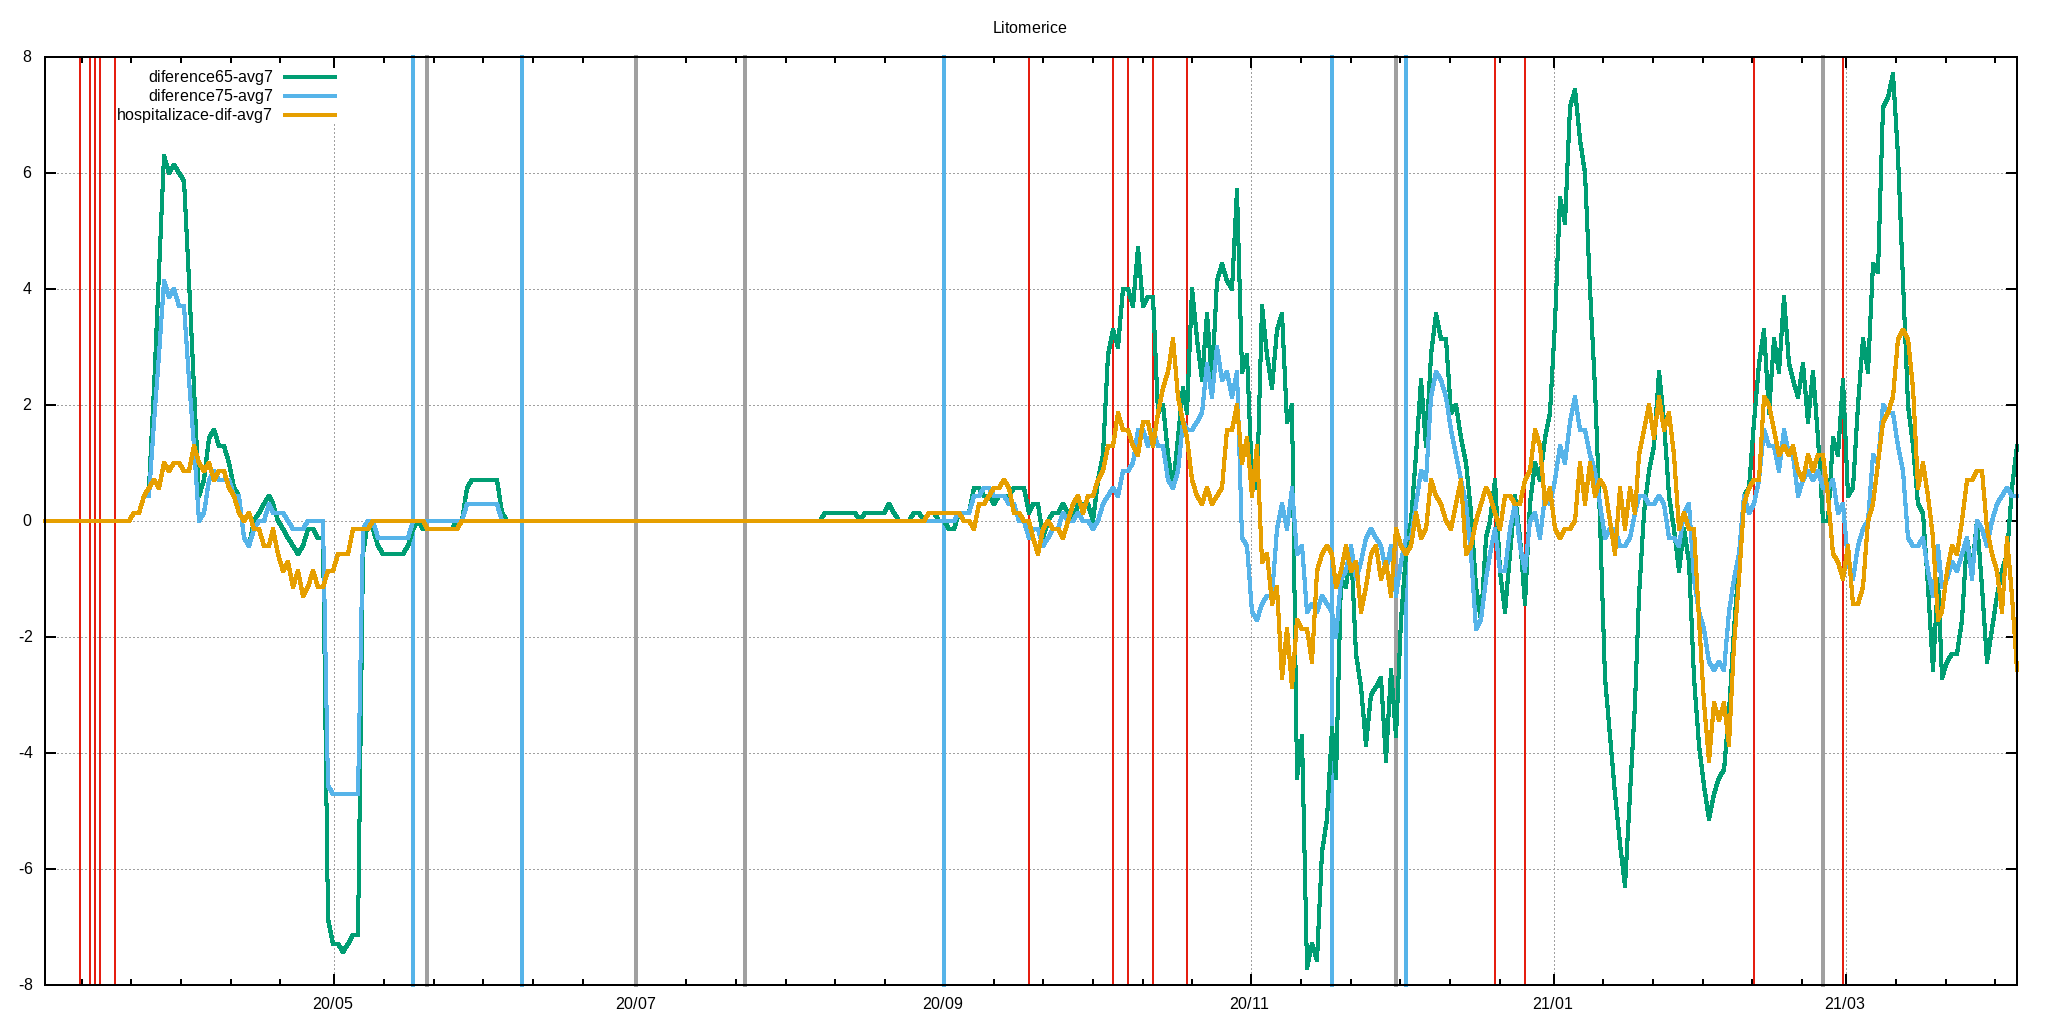 Litomerice
8
diference65-avg7
diference75-avg7
hospitalizace-dif-avg7
6
4
2
0
-2
-4
-6
-8
20/05 20/07 20/09 20/11 21/01 21/03